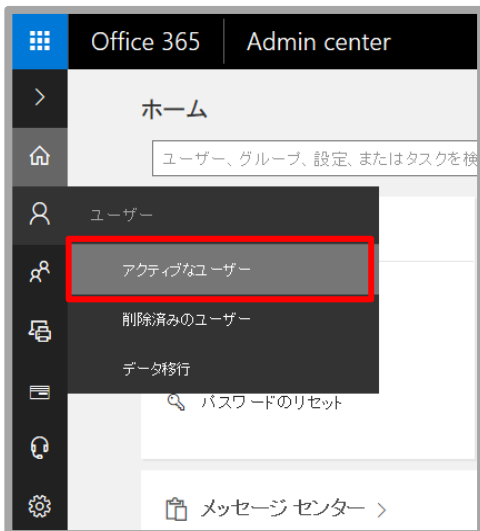 Office 365 Admin center
ホーム
ユーザー、グループ、設定、またはタスクを検
ユーザー
アクティブなユーザー
削除済みのユーザー
データ移行
パスワードのリセット
メッセージ センター >